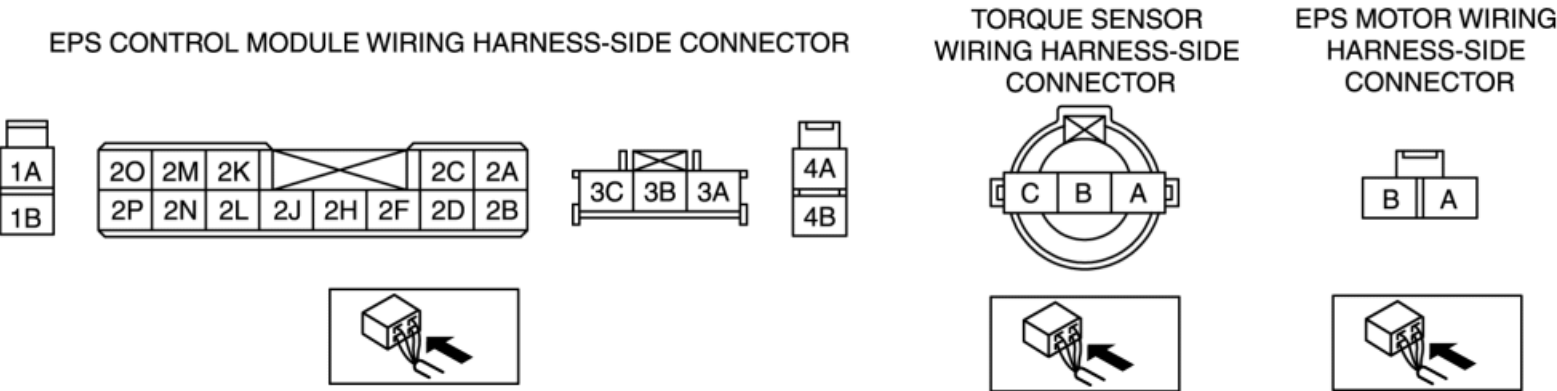 EPS CONTROL MODULE WIRING HARNESS-SIDE CONNECTOR
1A
1B
2O 2M 2K 2C 2A
2P 2N 2L 2J 2H 2F 2D 2B
3C 3B 3A
4A
4B
TORQUE SENSOR
WIRING HARNESS-SIDE
CONNECTOR
C B A
EPS MOTOR WIRING
HARNESS-SIDE
CONNECTOR
B A